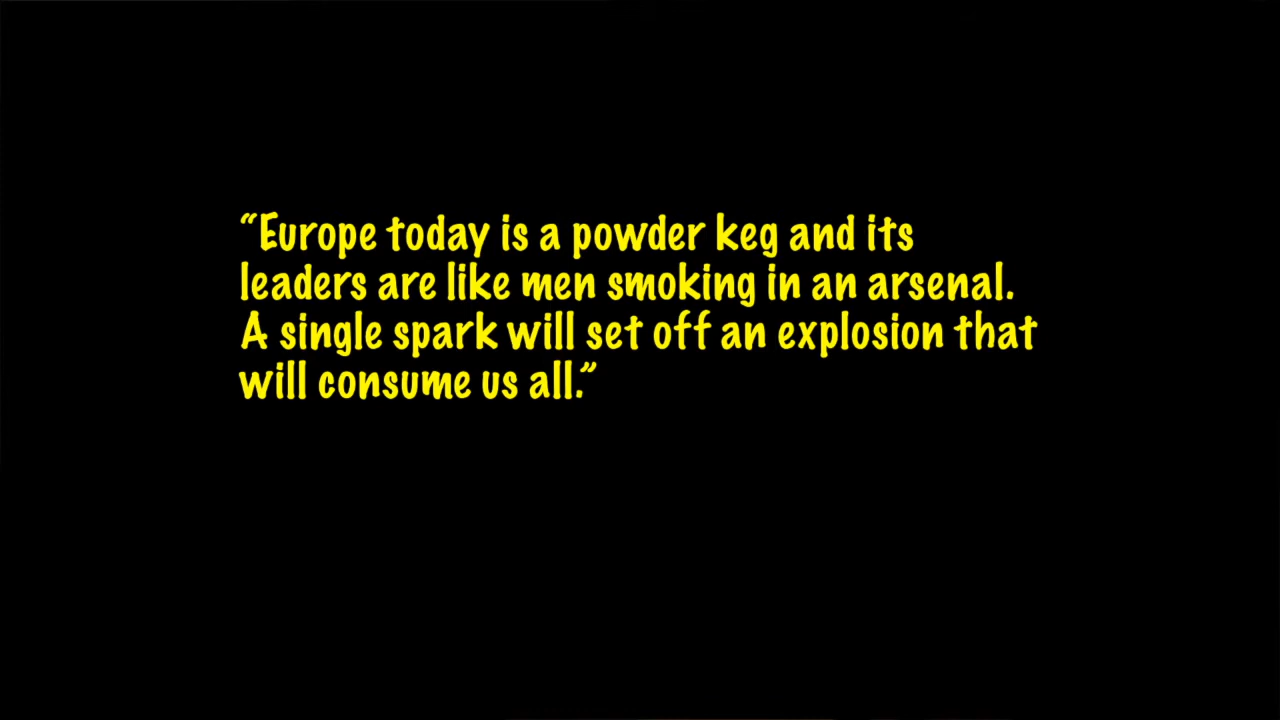 “Europe today is a powder keg and its
leaders are like men smoking in an arsenal.
A single spark will set off an explosion that
will consume us all.”